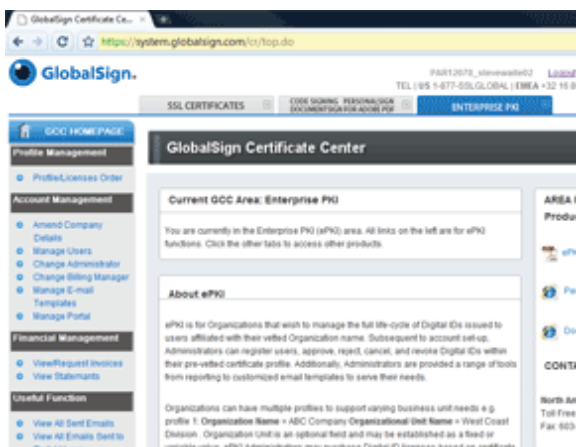 GlobalSign Certificate Ce...
https://system.globalsign.com/cr/top.do
GlobalSign.
PAR12078_stevewaite02 Logout
TEL | US 1-877-SSLGLOBAL | EMEA +32 16 8
SSL CERTIFICATES
CODE SIGNING PERSONALSIGN
DOCUMENTSIGN FOR ADOBE PDF
ENTERPRISE PKI
GCC HOMEPAGE
GlobalSign Certificate Center
Profile Management
Profile/Licenses Order
Account Management
Amend Company
Details
Manage Users
Change Administrator
Change Billing Manager
Manage E-mail
Templates
Manage Portal
Financial Management
View/Request Invoices
View Statements
Useful Function
View All Sent Emails
View All Emails Sent to
Current GCC Area: Enterprise PKI
You are currently in the Enterprise PKI (ePKI) area. All links on the left are for ePKI
functions. Click the other tabs to access other products.
About ePKI
ePKI is for Organizations that wish to manage the full life-cycle of Digital IDs issued to
users affiliated with their vetted Organization name. Subsequent to account set-up,
Administrators can register users, approve, reject, cancel, and revoke Digital IDs within
their pre-vetted certificate profile. Additionally, Administrators are provided a range of tools
from reporting to customized email templates to serve their needs.
Organizations can have multiple profiles to support varying business unit needs e.g.
profile 1: Organization Name = ABC Company Organizational Unit Name = West Coast
Division. Organization Unit is an optional field and may be established as a fixed or
AREA
Produ
ePK
Pe
Do
CONTA
North Am
Toll Free
Fax: 603-